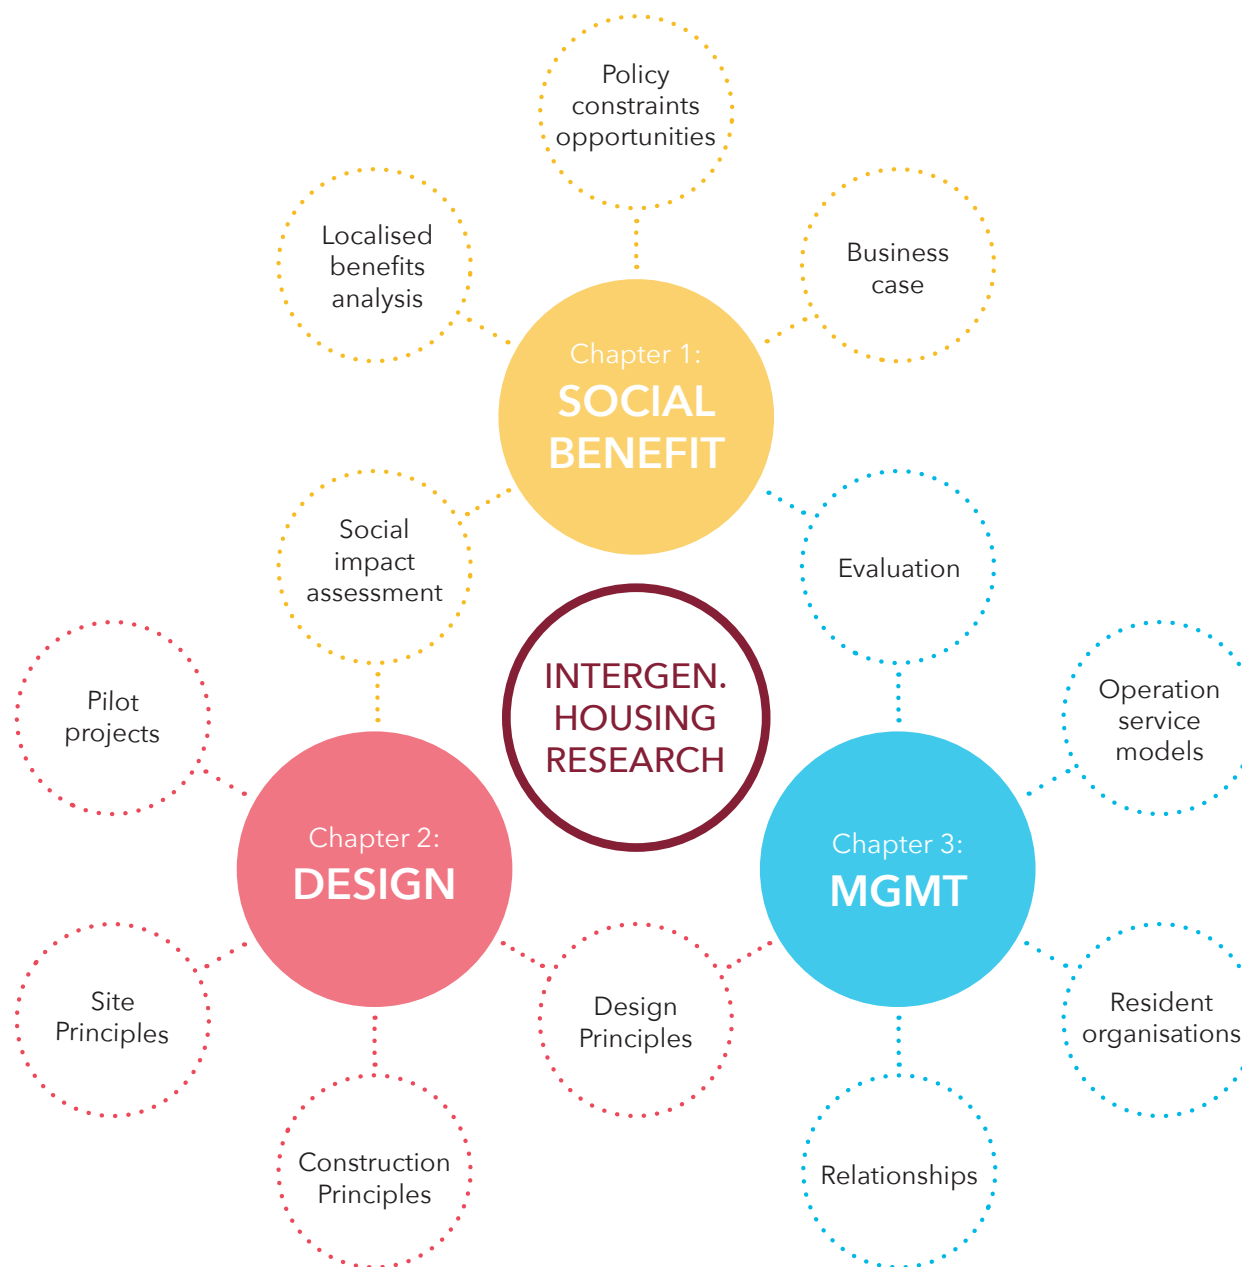 Policy
constraints
opportunities
Localised
benefits
analysis
Business
case
Chapter 1:
SOCIAL
BENEFIT
Social
impact
assessment
Evaluation
INTERGEN.
HOUSING
RESEARCH
Pilot
projects
Operation
service
models
Chapter 2:
DESIGN
Chapter 3:
MGMT
Site
Principles
Design
Principles
Resident
organisations
Construction
Principles
Relationships